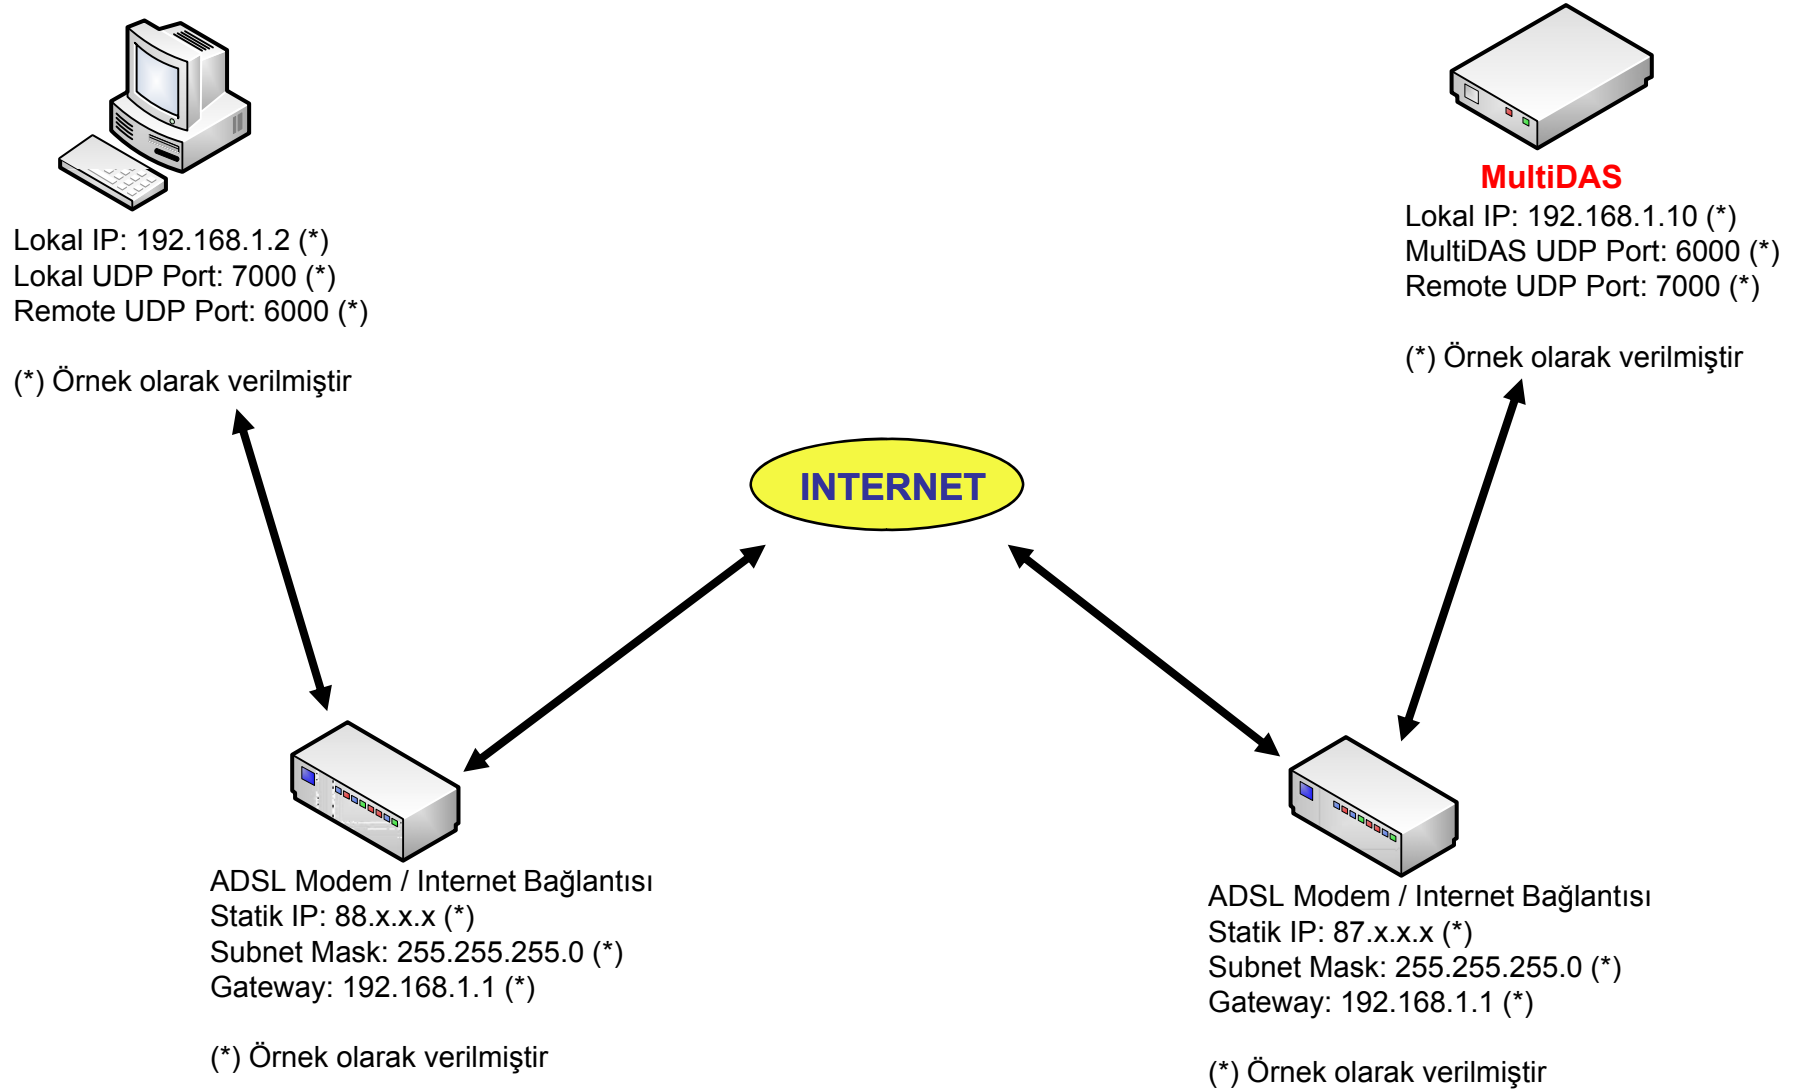 Lokal IP: 192.168.1.2 (*)
Lokal UDP Port: 7000 (*)
Remote UDP Port: 6000 (*)
(*) Örnek olarak verilmiştir
MultiDAS
Lokal IP: 192.168.1.10 (*)
MultiDAS UDP Port: 6000 (*)
Remote UDP Port: 7000 (*)
(*) Örnek olarak verilmiştir
INTERNET
ADSL Modem / Internet Bağlantısı
Statik IP: 88.x.x.x (*)
Subnet Mask: 255.255.255.0 (*)
Gateway: 192.168.1.1 (*)
(*) Örnek olarak verilmiştir
ADSL Modem / Internet Bağlantısı
Statik IP: 87.x.x.x (*)
Subnet Mask: 255.255.255.0 (*)
Gateway: 192.168.1.1 (*)
(*) Örnek olarak verilmiştir